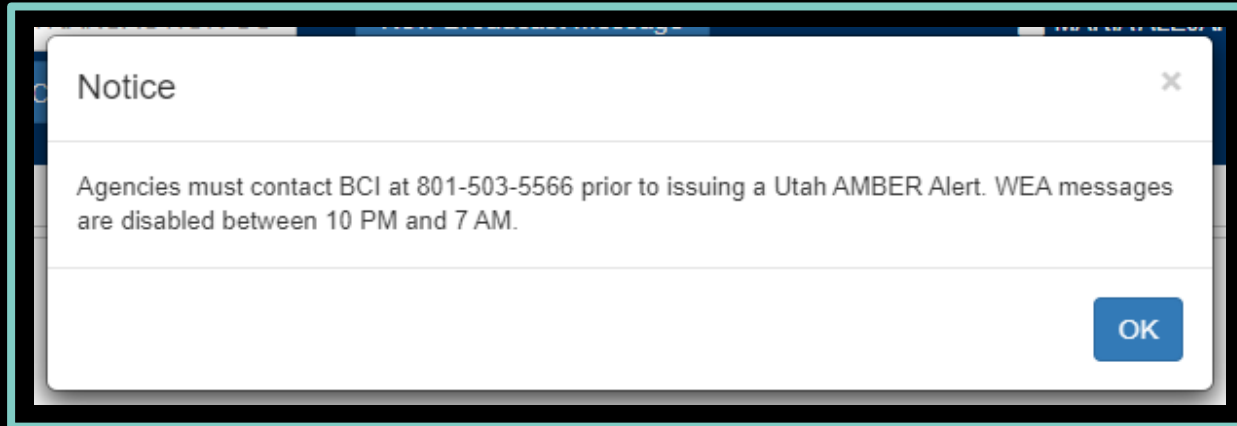 Notice
×
Agencies must contact BCI at 801-503-5566 prior to issuing a Utah AMBER Alert. WEA messages
are disabled between 10 PM and 7 AM.
OK